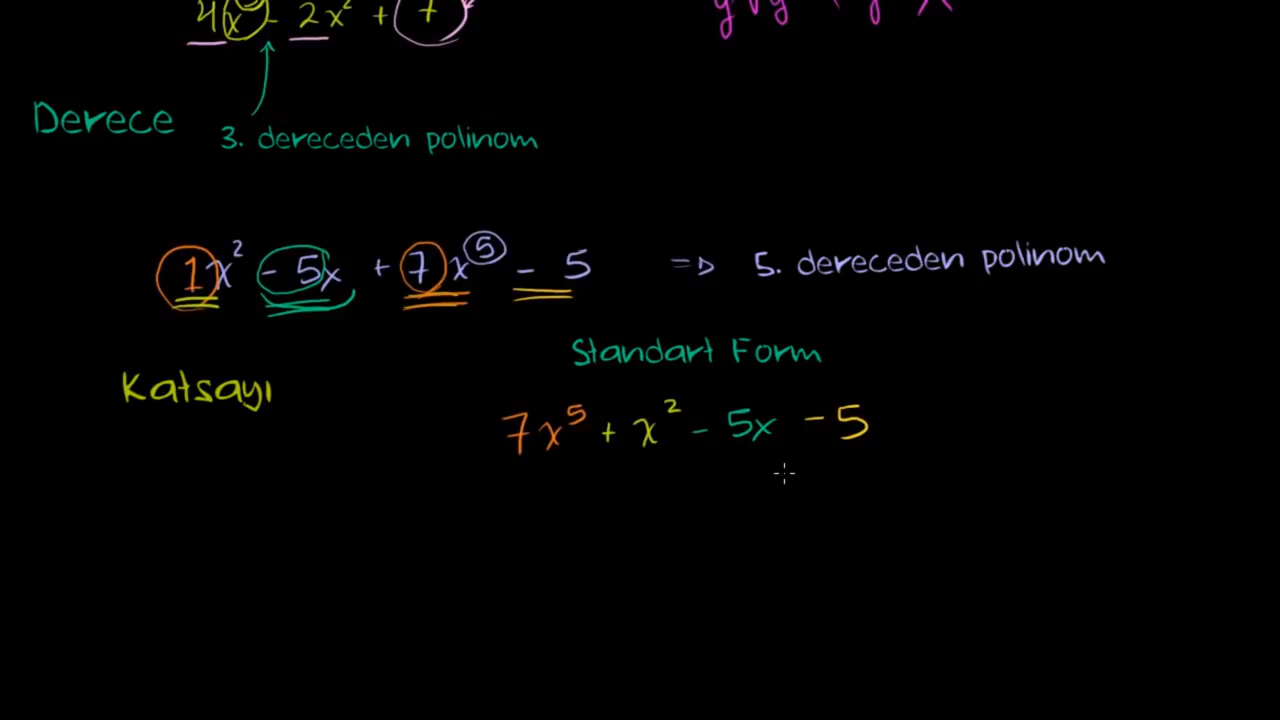 4x - 2x² + 7
Derece
3. dereceden polinom
1x² - 5x + 7x⁵ - 5 => 5. dereceden polinom
Standart Form
Katsayı
7x⁵ + x² - 5x - 5